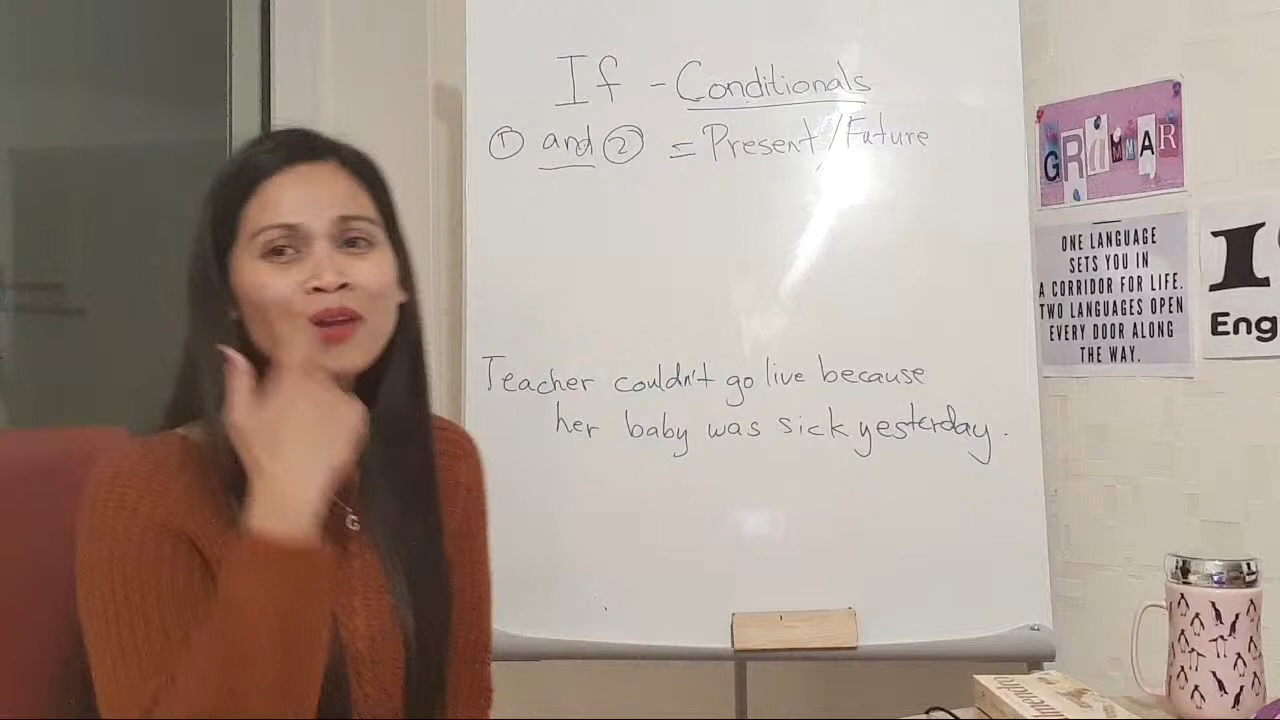 If - Conditionals
① and ② = Present/Future
Teacher couldn't go live because
her baby was sick yesterday.
GRAMMAR
ONE LANGUAGE
SETS YOU IN
A CORRIDOR FOR LIFE.
TWO LANGUAGES OPEN
EVERY DOOR ALONG
THE WAY.
I
Eng
G